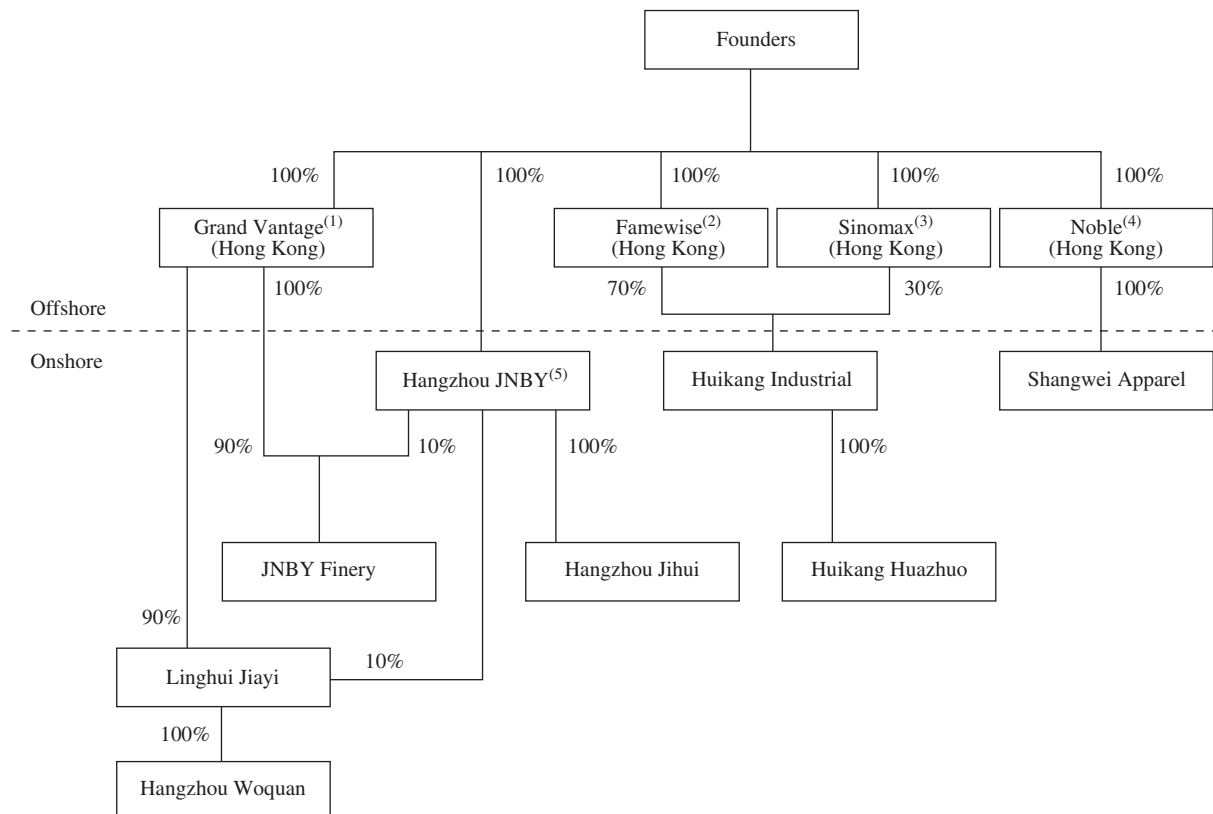 Founders
100%
100%
100%
100%
100%
Grand Vantage(1)
(Hong Kong)
Famewise(2)
(Hong Kong)
Sinomax(3)
(Hong Kong)
Noble(4)
(Hong Kong)
100%
70%
30%
100%
Offshore
Onshore
Hangzhou JNBY(5)
Huikang Industrial
Shangwei Apparel
90%
10%
100%
100%
JNBY Finery
Hangzhou Jihui
Huikang Huazhuo
90%
10%
Linghui Jiayi
100%
Hangzhou Woquan